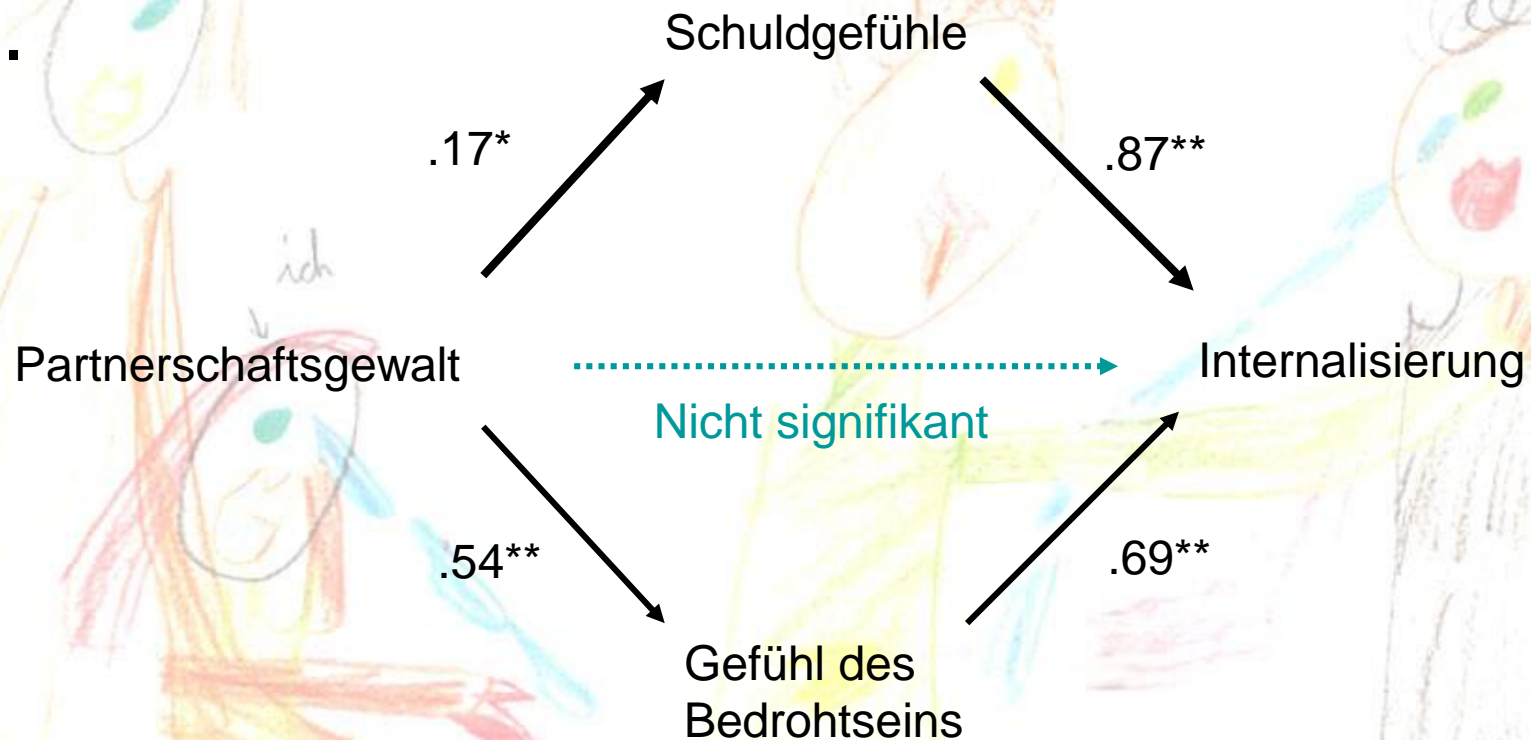 .
Schuldgefühle
.17*
.87**
ich
Partnerschaftsgewalt
Internalisierung
Nicht signifikant
.54**
.69**
Gefühl des
Bedrohtseins